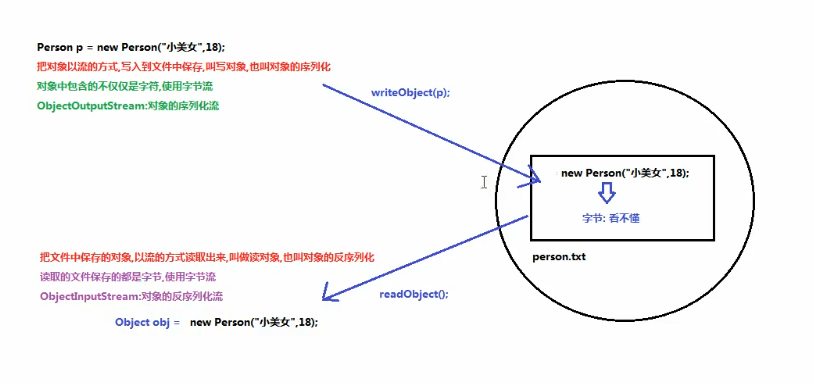 Person p = new Person("小美女",18);
把对象以流的方式,写入到文件中保存,叫写对象,也叫对象的序列化
对象中包含的不仅仅是字符,使用字节流
ObjectOutputStream:对象的序列化流
writeObject(p);
new Person("小美女",18);
字节: 看不懂
person.txt
把文件中保存的对象,以流的方式读取出来,叫做读对象,也叫对象的反序列化
读取的文件保存的都是字节,使用字节流
ObjectInputStream:对象的反序列化流
readObject();
Object obj = new Person("小美女",18);